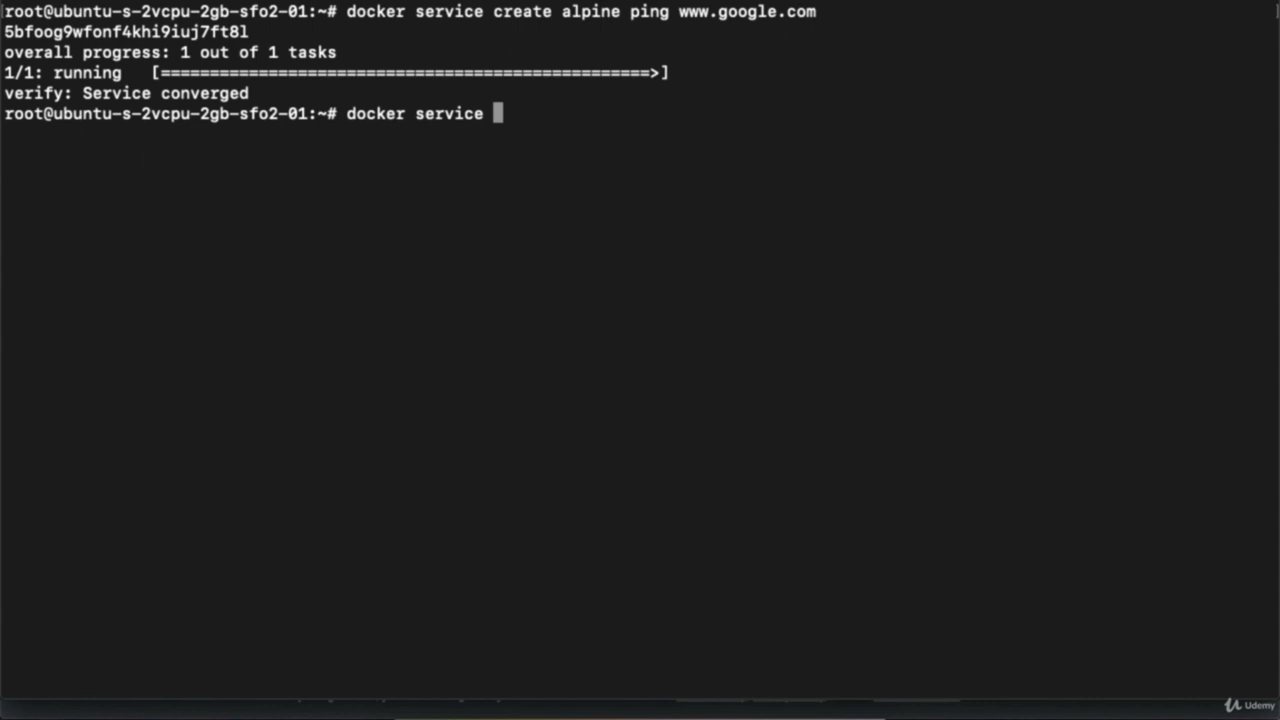 root@ubuntu-s-2vcpu-2gb-sfo2-01:~# docker service create alpine ping www.google.com
5bfoog9wfonf4khi9iuj7ft8l
overall progress: 1 out of 1 tasks
1/1: running   [==================================================>]
verify: Service converged
root@ubuntu-s-2vcpu-2gb-sfo2-01:~# docker service
Udemy